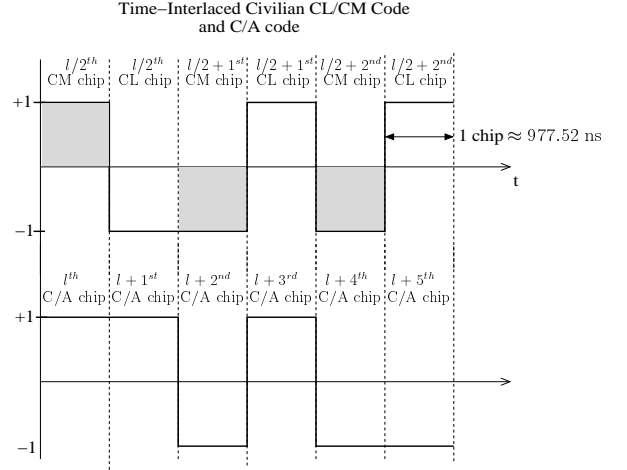 Time−Interlaced Civilian CL/CM Code
and C/A code
l/2^th l/2^th l/2 + 1^st l/2 + 1^st l/2 + 2^nd l/2 + 2^nd
CM chip CL chip CM chip CL chip CM chip CL chip
+1
1 chip ≈ 977.52 ns
t
−1
l^th l + 1^st l + 2^nd l + 3^rd l + 4^th l + 5^th
C/A chip C/A chip C/A chip C/A chip C/A chip C/A chip
+1
−1